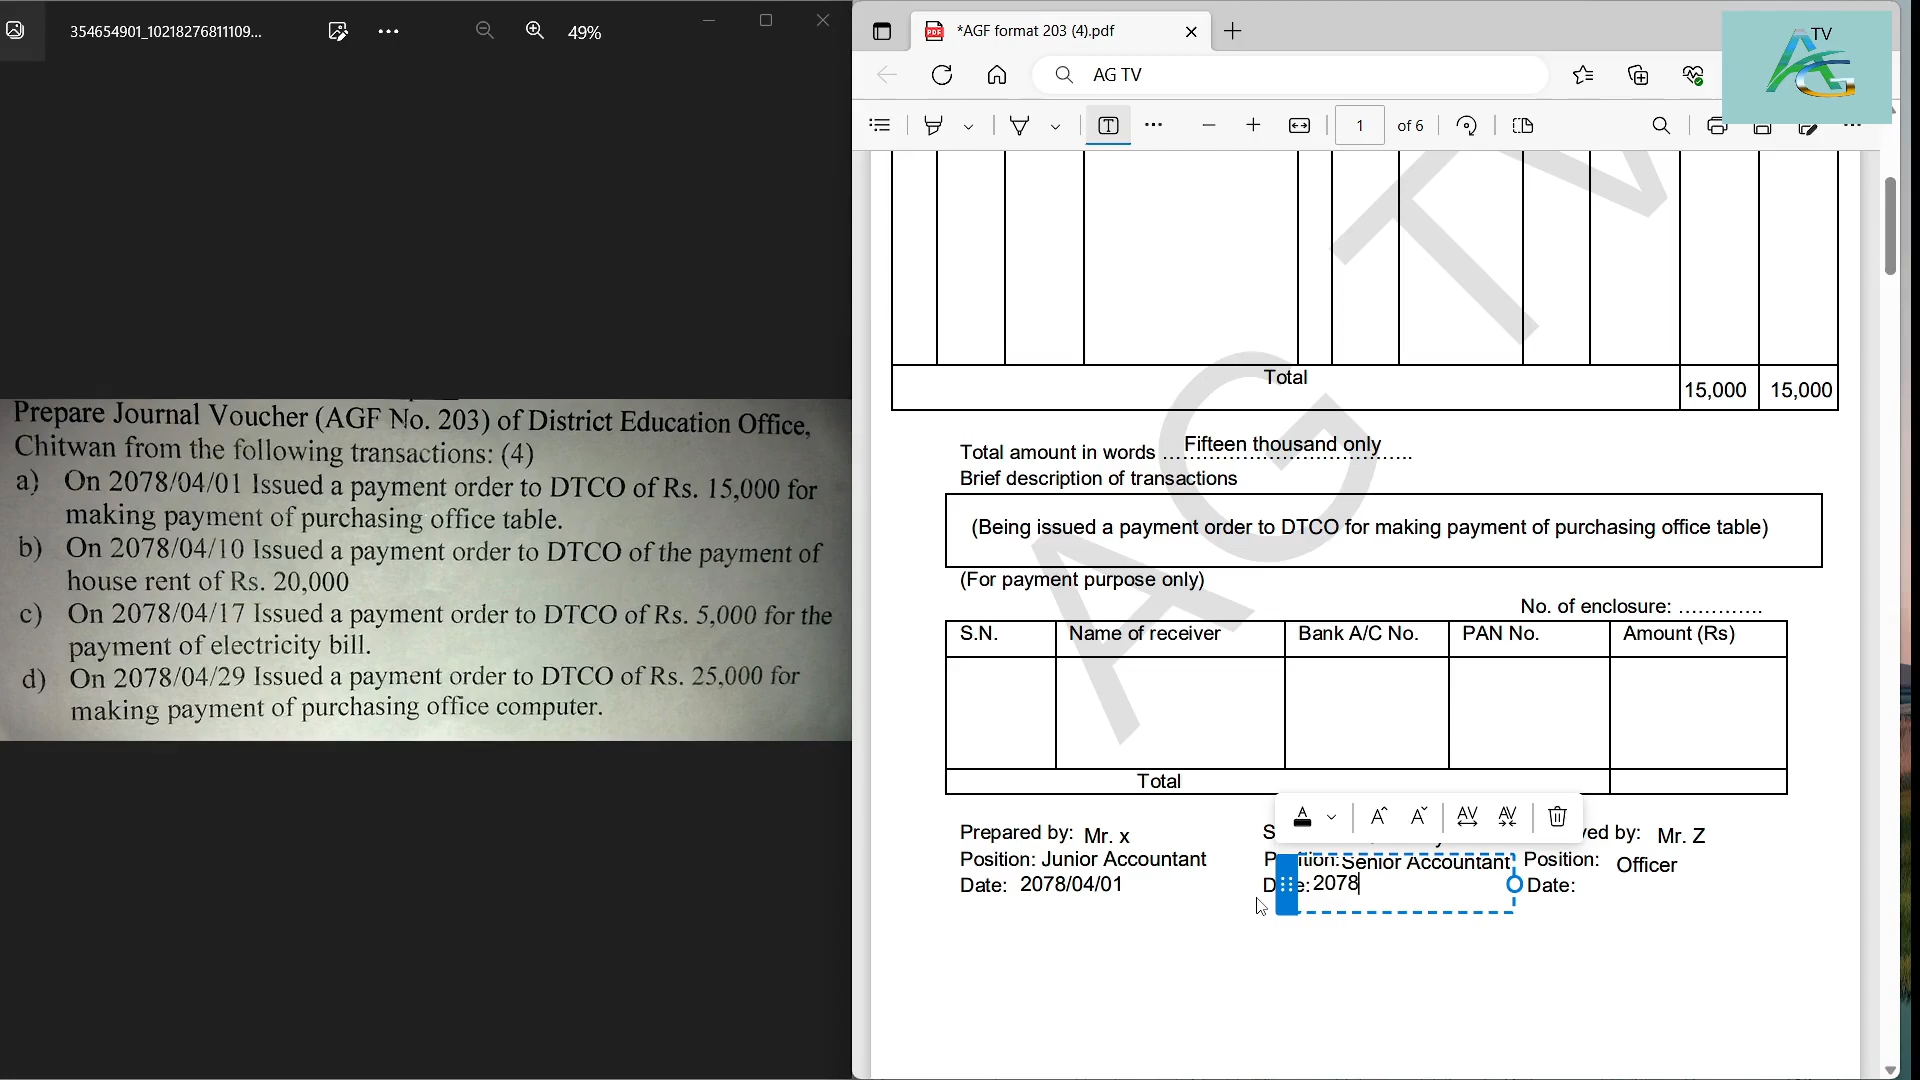 354654901_10218276811109...
49%
*AGF format 203 (4).pdf
AG TV
1 of 6
TV
AG
Prepare Journal Voucher (AGF No. 203) of District Education Office,
Chitwan from the following transactions: (4)
a) On 2078/04/01 Issued a payment order to DTCO of Rs. 15,000 for
making payment of purchasing office table.
b) On 2078/04/10 Issued a payment order to DTCO of the payment of
house rent of Rs. 20,000
c) On 2078/04/17 Issued a payment order to DTCO of Rs. 5,000 for the
payment of electricity bill.
d) On 2078/04/29 Issued a payment order to DTCO of Rs. 25,000 for
making payment of purchasing office computer.
AG TV
Total 15,000 15,000
Total amount in words ....Fifteen thousand only.....
Brief description of transactions
(Being issued a payment order to DTCO for making payment of purchasing office table)
(For payment purpose only)
No. of enclosure: .............
S.N. Name of receiver Bank A/C No. PAN No. Amount (Rs)
Total
Prepared by: Mr. x
Position: Junior Accountant
Date: 2078/04/01
Senior Accountant
2078
Mr. Z
Position: Officer
Date: